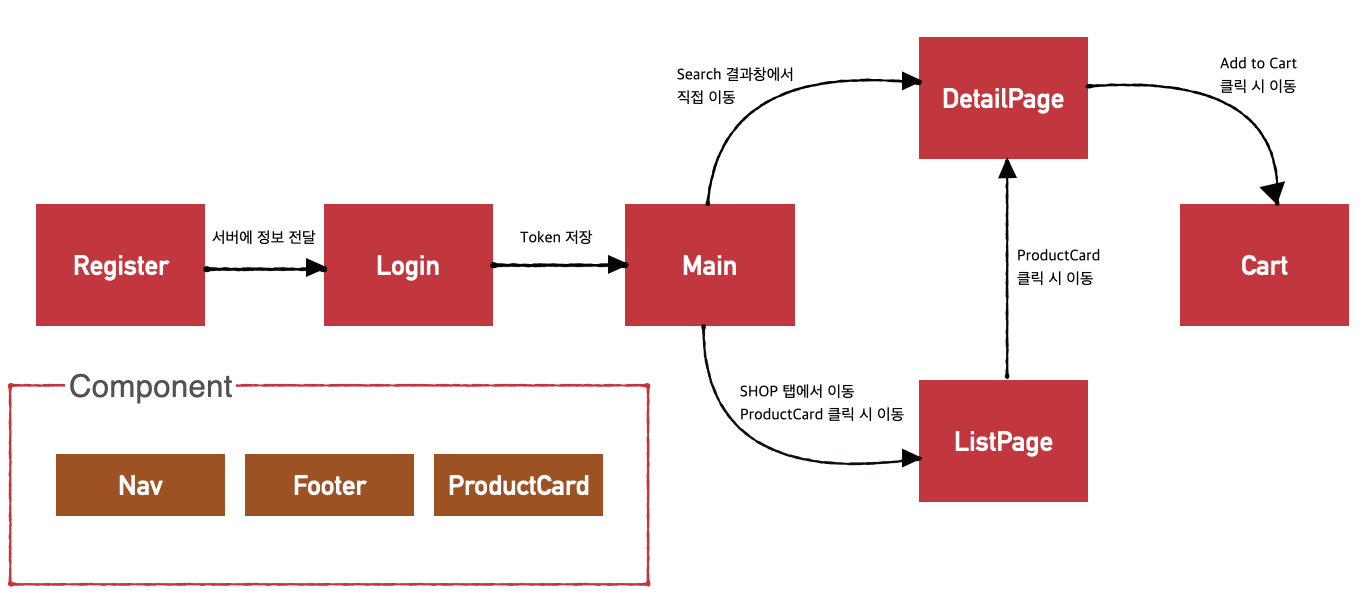 Search 결과창에서
직접 이동
DetailPage
Add to Cart
클릭 시 이동
Register
서버에 정보 전달
Login
Token 저장
Main
ProductCard
클릭 시 이동
Cart
Component
SHOP 탭에서 이동
ProductCard 클릭 시 이동
ListPage
Nav
Footer
ProductCard